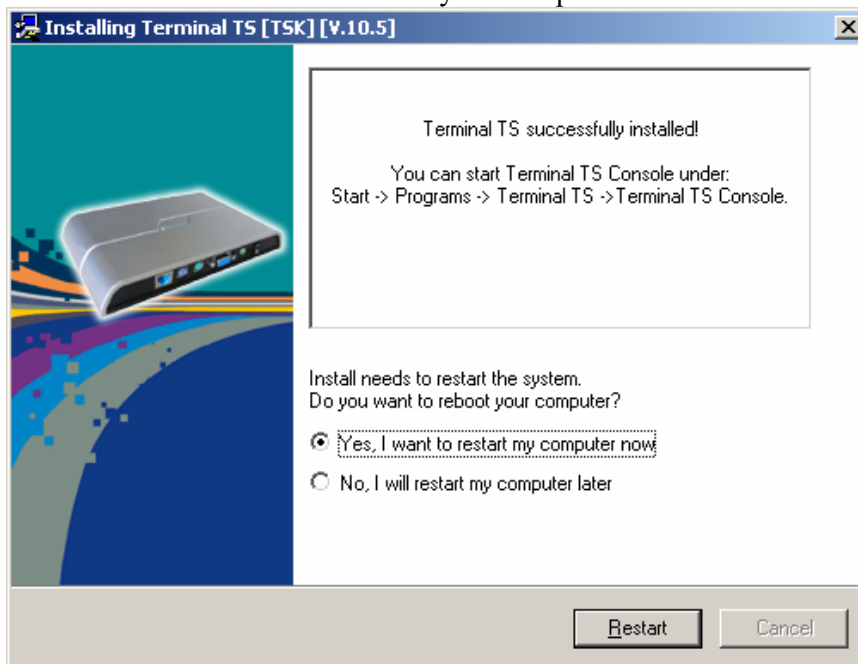 Installing Terminal TS [TSK] [V.10.5]
Terminal TS successfully installed!
You can start Terminal TS Console under:
Start -> Programs -> Terminal TS ->Terminal TS Console.
Install needs to restart the system.
Do you want to reboot your computer?
Yes, I want to restart my computer now
No, I will restart my computer later
Restart
Cancel